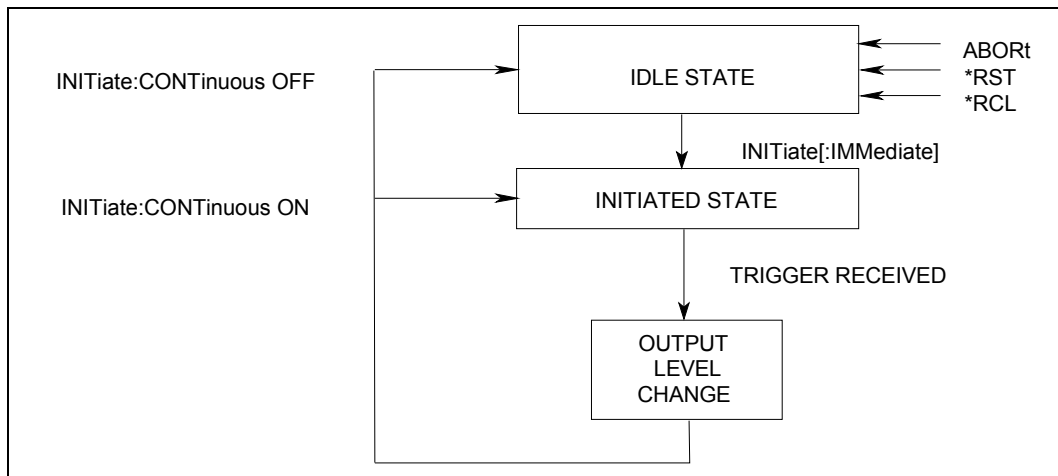 INITiate:CONTinuous OFF
IDLE STATE
ABORt
*RST
*RCL
INITiate[:IMMediate]
INITiate:CONTinuous ON
INITIATED STATE
TRIGGER RECEIVED
OUTPUT
LEVEL
CHANGE